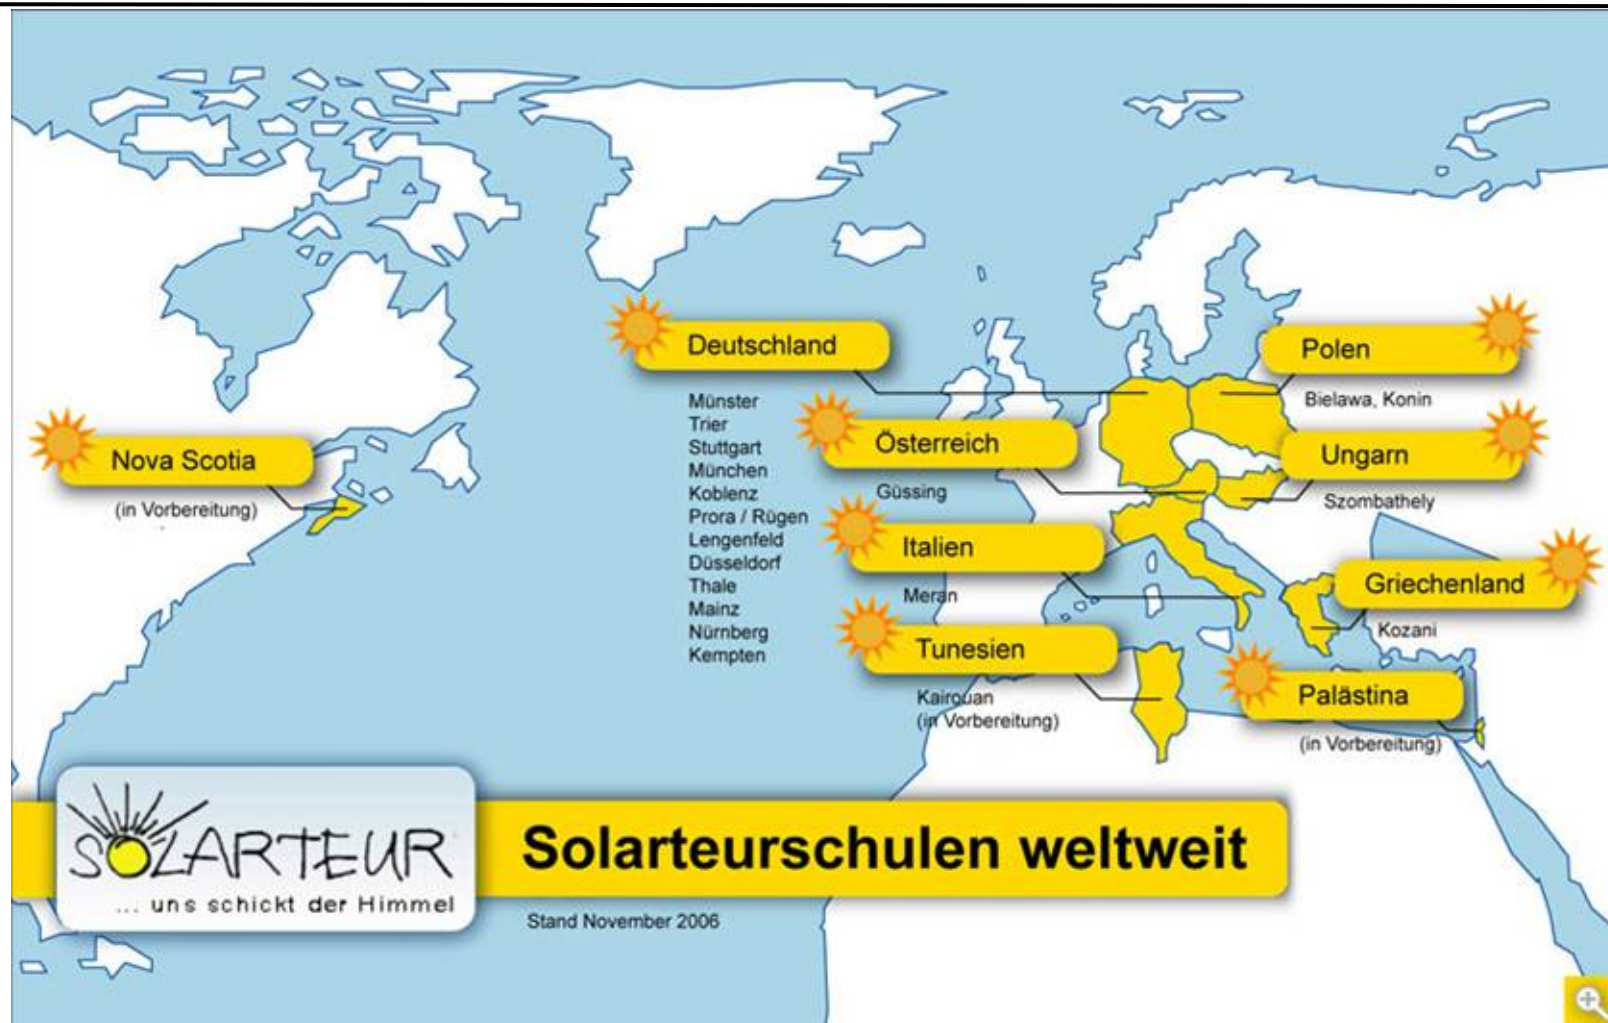 Deutschland
Münster
Trier
Stuttgart
München
Koblenz
Prora / Rügen
Lengenfeld
Düsseldorf
Thale
Mainz
Nürnberg
Kempten
Polen
Bielawa, Konin
Österreich
Güssing
Ungarn
Szombathely
Nova Scotia
(in Vorbereitung)
Italien
Meran
Griechenland
Kozani
Tunesien
Kairouan
(in Vorbereitung)
Palästina
(in Vorbereitung)
SOLARTEUR
... uns schickt der Himmel
Solarteurschulen weltweit
Stand November 2006